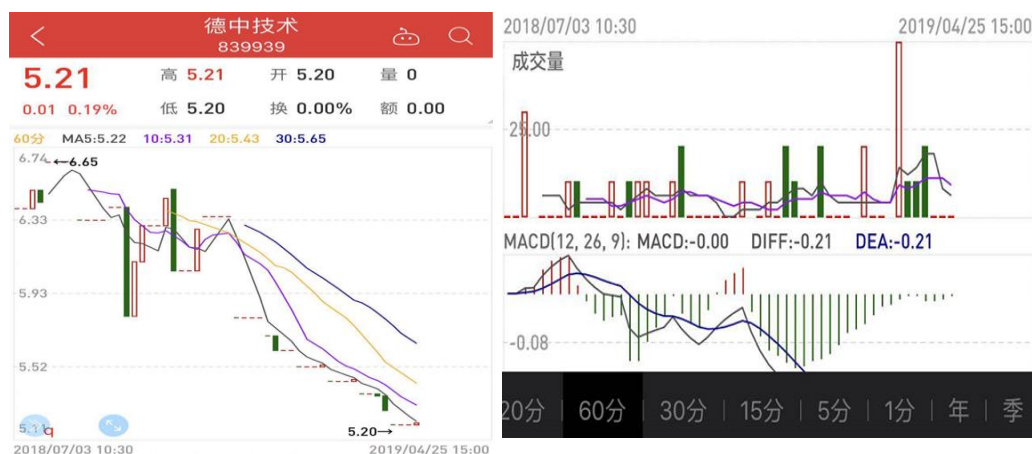 德中技术
839939
5.21 高 5.21 开 5.20 量 0
0.01 0.19% 低 5.20 换 0.00% 额 0.00
60分 MA5:5.22 10:5.31 20:5.43 30:5.65
6.74
←6.65
6.33
5.93
5.52
5.20→
2018/07/03 10:30 2019/04/25 15:00
2018/07/03 10:30 2019/04/25 15:00
成交量
25.00
MACD(12, 26, 9): MACD:-0.00 DIFF:-0.21 DEA:-0.21
-0.08
20分 60分 30分 15分 5分 1分 年 季